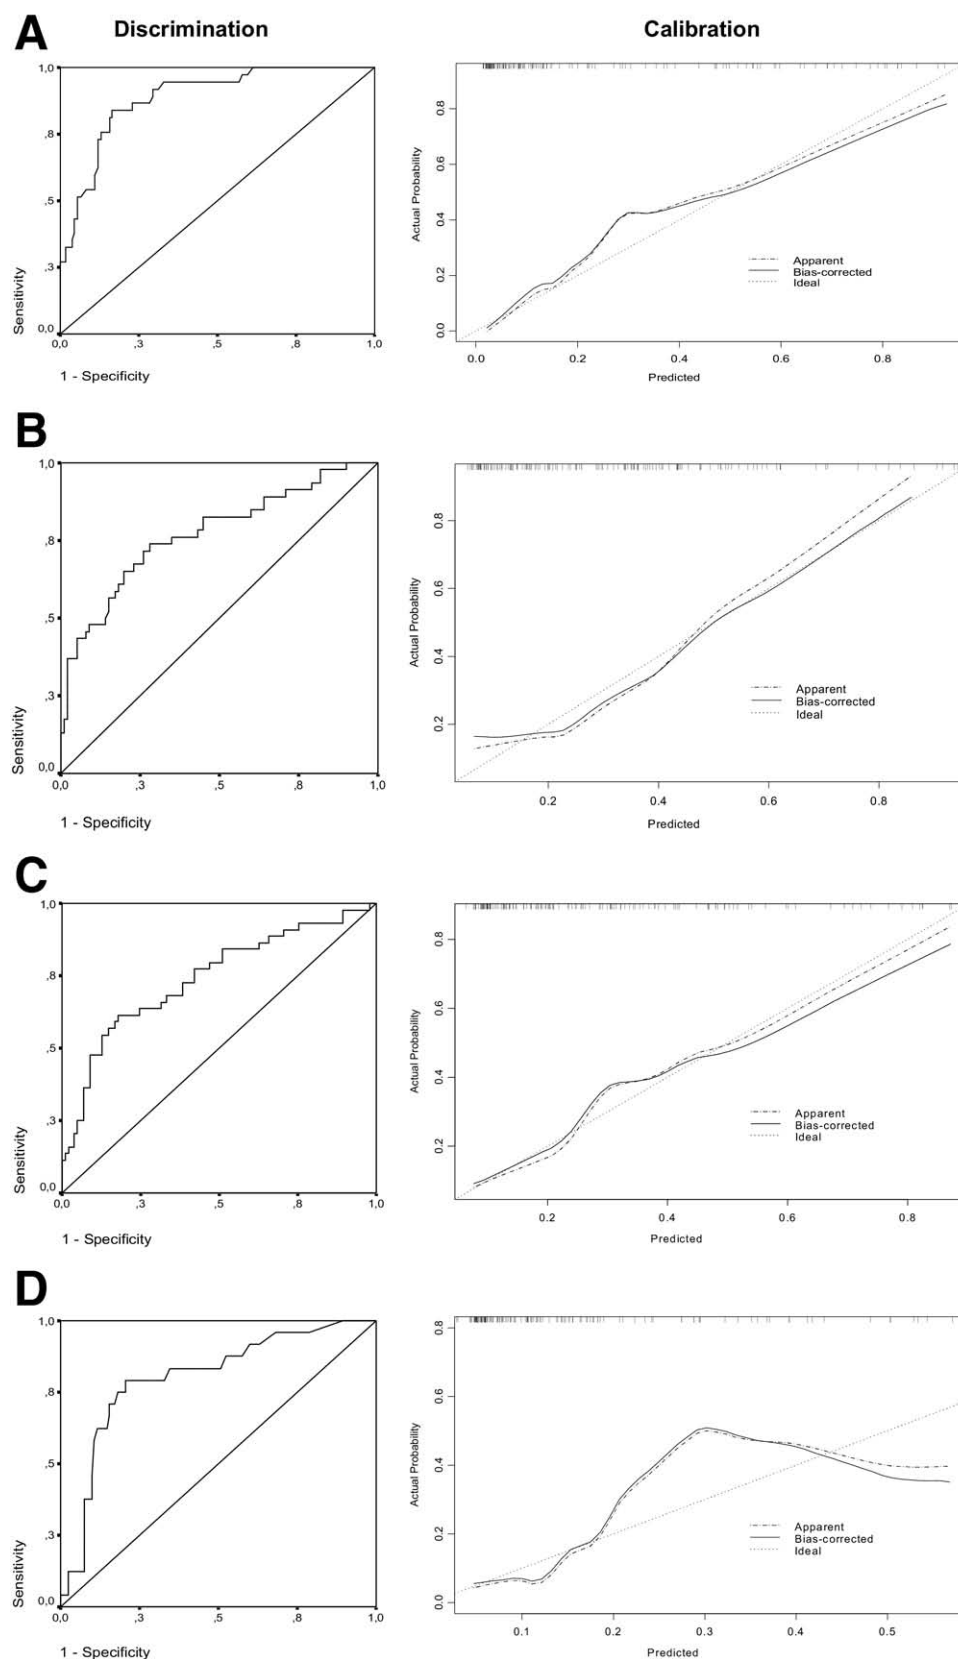 A
Discrimination
Calibration
1,0
,8
,5
,3
0,0
Sensitivity
0,0 ,3 ,5 ,8 1,0
1 - Specificity
0.8
0.6
0.4
0.2
0.0
Actual Probability
Apparent
Bias-corrected
Ideal
0.0 0.2 0.4 0.6 0.8
Predicted
B
1,0
,8
,5
,3
0,0
Sensitivity
0,0 ,3 ,5 ,8 1,0
1 - Specificity
0.8
0.6
0.4
0.2
Actual Probability
Apparent
Bias-corrected
Ideal
0.2 0.4 0.6 0.8
Predicted
C
1,0
,8
,5
,3
0,0
Sensitivity
0,0 ,3 ,5 ,8 1,0
1 - Specificity
0.8
0.6
0.4
0.2
Actual Probability
Apparent
Bias-corrected
Ideal
0.2 0.4 0.6 0.8
Predicted
D
1,0
,8
,5
,3
0,0
Sensitivity
0,0 ,3 ,5 ,8 1,0
1 - Specificity
0.8
0.6
0.4
0.2
0.0
Actual Probability
Apparent
Bias-corrected
Ideal
0.1 0.2 0.3 0.4 0.5
Predicted